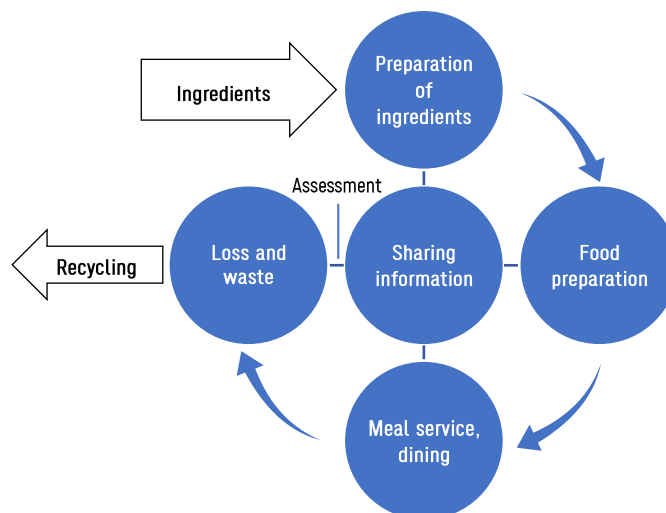 Preparation
of
ingredients
Ingredients
Assessment
Loss and
waste
Sharing
information
Food
preparation
Recycling
Meal service,
dining